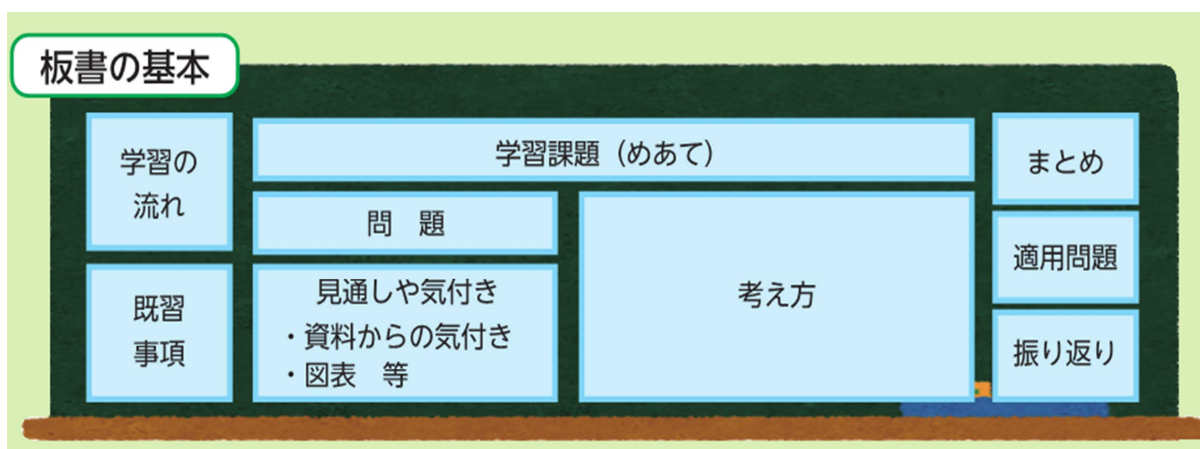 板書の基本
学習の
流れ
既習
事項
学習課題（めあて）
問　題
見通しや気付き
・資料からの気付き
・図表　等
考え方
まとめ
適用問題
振り返り